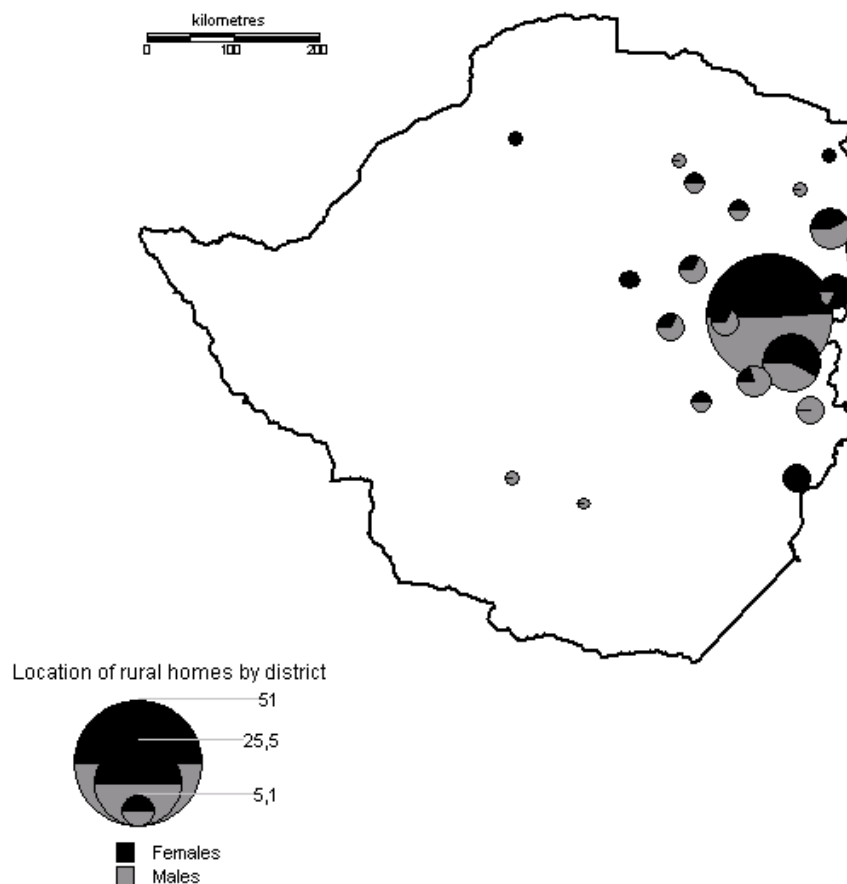 kilometres
0 100 200
Location of rural homes by district
51
25,5
5,1
Females
Males